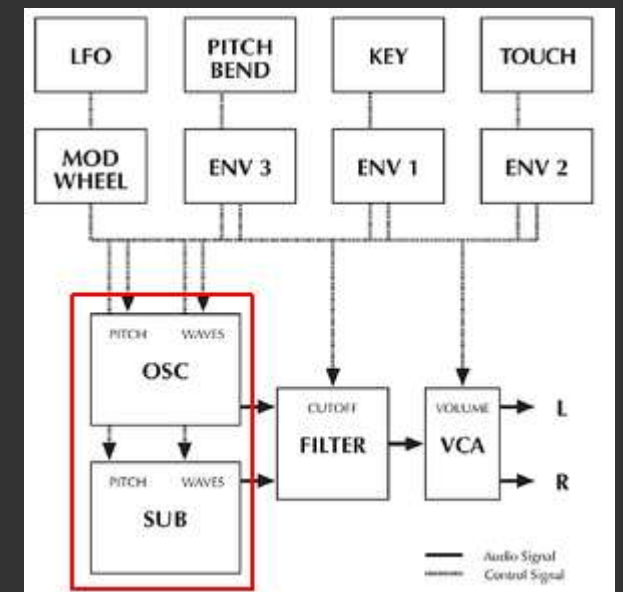 LFO
PITCH
BEND
KEY
TOUCH
MOD
WHEEL
ENV 3
ENV 1
ENV 2
PITCH WAVES
OSC
CUTOFF
FILTER
VOLUME
VCA
L
R
PITCH WAVES
SUB
Audio Signal
Control Signal